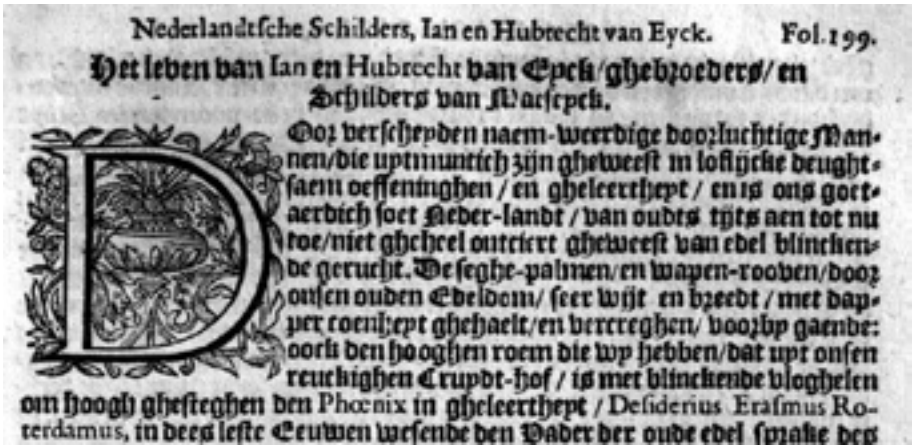 Nederlandtſche Schilders, Ian en Hubrecht van Eyck. Fol.199.
Het leven van Ian en Hubrecht van Eyck/ghebroeders/en
Schilders van Maeseyck.
DOor verscheyden naem-weerdige doorluchtige Man-
nen/die uytmuntich zijn gheweest in loflijcke deught-
saem oeffeninghen/en gheleertheyt/en is ons goet-
aerdich soet Neder-landt/van oudts tijts aen tot nu
toe/niet gheheel ontciert gheweest van edel blincken-
de gerucht. De seghe-palmen/en wapen-rooven/door
onsen ouden Edeldom/seer wijt en breedt/met dap-
per coenheyt ghehaelt/en vercreghen/voorby gaende:
oock den hooghen roem die wy hebben/dat uyt onsen
reuckighen Cruydt-hof/is met blinckende vloghelen
om hoogh ghesteghen den Phœnix in gheleertheyt/Desiderius Erasmus Ro-
terdamus, in dees leste Eeuwen wesende den Vader der oude edel sprake des